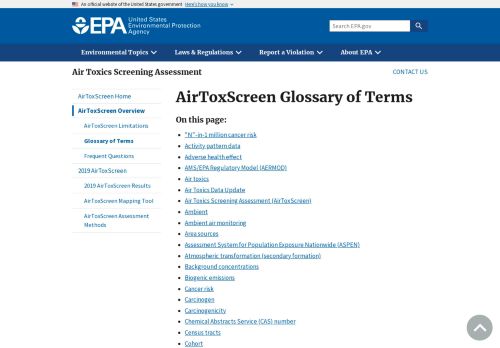 An official website of the United States government Here's how you know
EPA United States
Environmental Protection
Agency
Search EPA.gov
Environmental Topics Laws & Regulations Report a Violation About EPA
Air Toxics Screening Assessment CONTACT US
AirToxScreen Home
AirToxScreen Overview
AirToxScreen Limitations
Glossary of Terms
Frequent Questions
2019 AirToxScreen
2019 AirToxScreen Results
AirToxScreen Mapping Tool
AirToxScreen Assessment
Methods
AirToxScreen Glossary of Terms
On this page:
"N"-in-1 million cancer risk
Activity pattern data
Adverse health effect
AMS/EPA Regulatory Model (AERMOD)
Air toxics
Air Toxics Data Update
Air Toxics Screening Assessment (AirToxScreen)
Ambient
Ambient air monitoring
Area sources
Assessment System for Population Exposure Nationwide (ASPEN)
Atmospheric transformation (secondary formation)
Background concentrations
Biogenic emissions
Cancer risk
Carcinogen
Carcinogenicity
Chemical Abstracts Service (CAS) number
Census tracts
Cohort